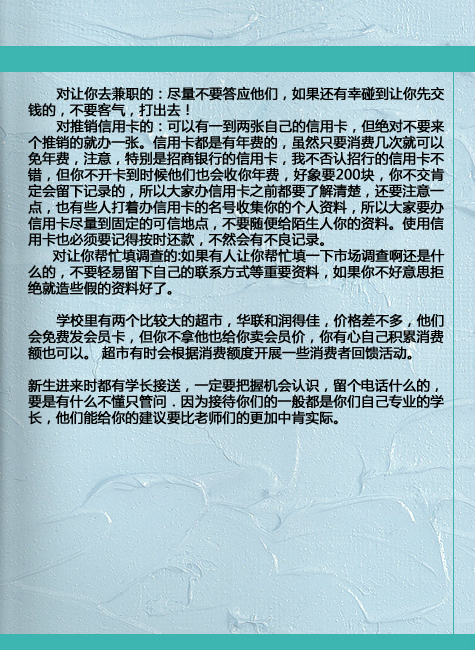 对让你去兼职的：尽量不要答应他们，如果还有幸碰到让你先交
钱的，不要客气，打出去！
对推销信用卡的：可以有一到两张自己的信用卡，但绝对不要来
个推销的就办一张。信用卡都是有年费的，虽然只要消费几次就可以
免年费，注意，特别是招商银行的信用卡，我不否认招行的信用卡不
错，但你不开卡到时候他们也会收你年费，好象要200块，你不交肯
定会留下记录的，所以大家办信用卡之前都要了解清楚，还要注意一
点，也有些人打着办信用卡的名号收集你的个人资料，所以大家要办
信用卡尽量到固定的可信地点，不要随便给陌生人你的资料。使用信
用卡也必须要记得按时还款，不然会有不良记录。
对让你帮忙填调查的:如果有人让你帮忙填一下市场调查啊还是什
么的，不要轻易留下自己的联系方式等重要资料，如果你不好意思拒
绝就造些假的资料好了。
学校里有两个比较大的超市，华联和润得佳，价格差不多，他们
会免费发会员卡，但你不拿他也给你卖会员价，你有心自己积累消费
额也可以。 超市有时会根据消费额度开展一些消费者回馈活动。
新生进来时都有学长接送，一定要把握机会认识，留个电话什么的，
要是有什么不懂只管问．因为接待你们的一般都是你们自己专业的学
长，他们能给你的建议要比老师们的更加中肯实际。